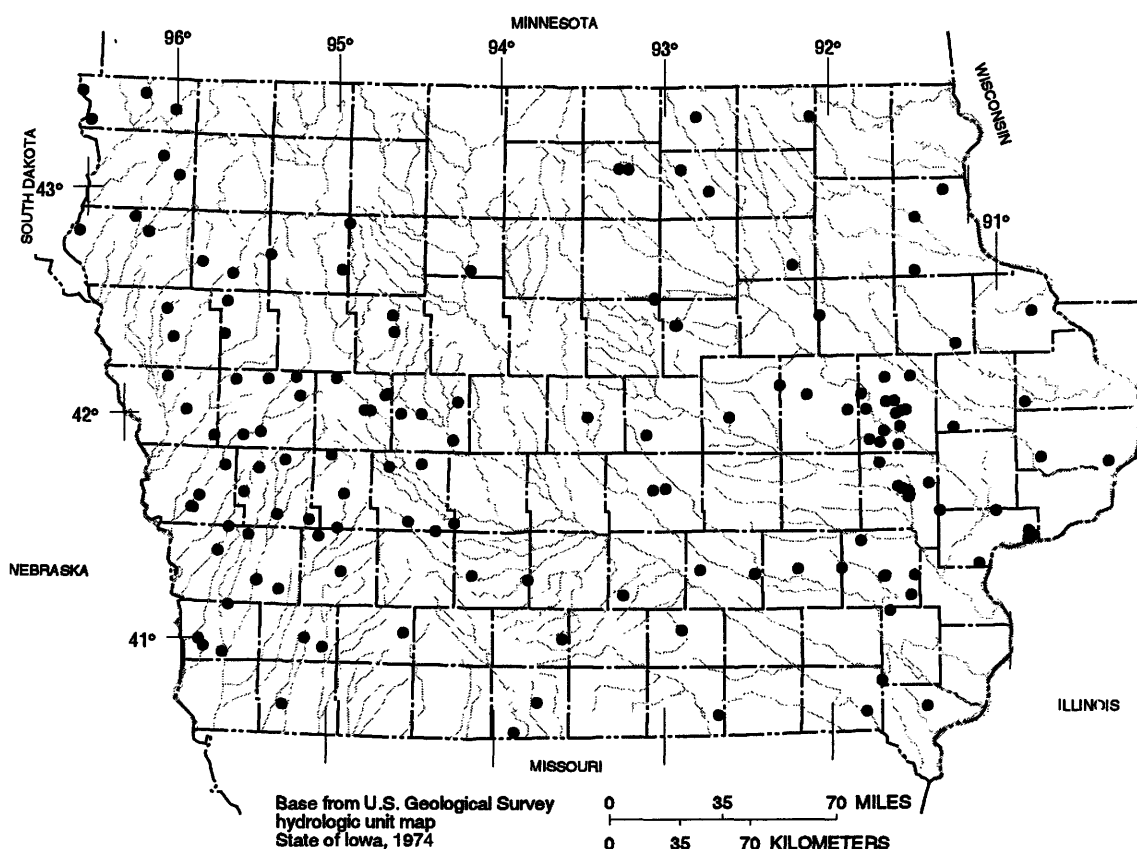 MINNESOTA
96° 95° 94° 93° 92°
WISCONSIN
SOUTH DAKOTA
43°
91°
42°
NEBRASKA
41°
ILLINOIS
MISSOURI
Base from U.S. Geological Survey
hydrologic unit map
State of Iowa, 1974
0 35 70 MILES
0 35 70 KILOMETERS